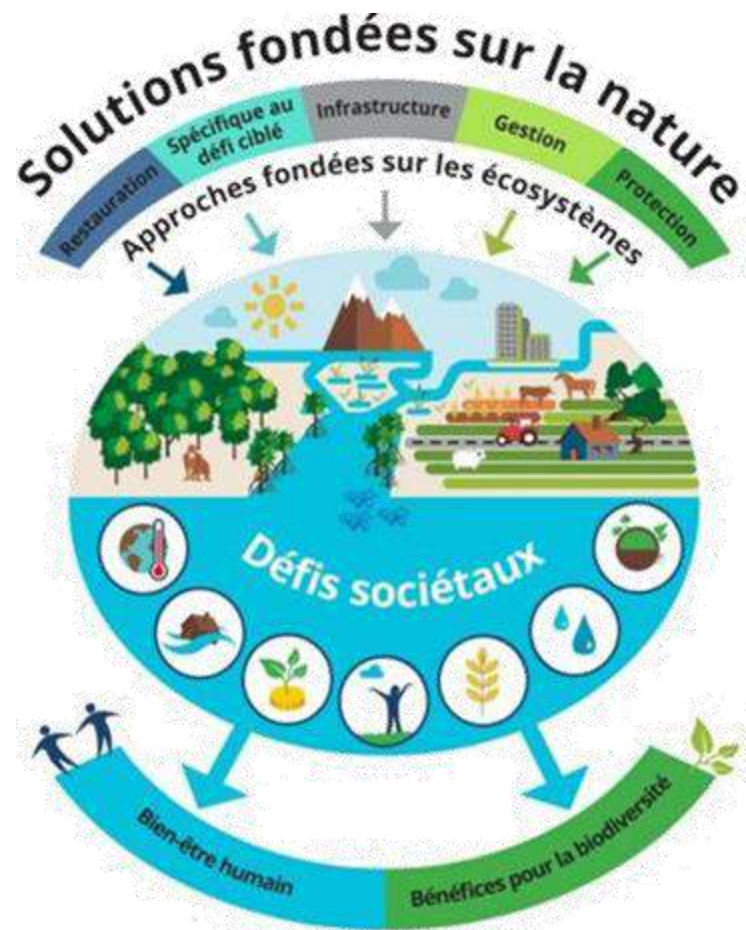 Solutions fondées sur la nature
Restauration
Spécifique au
défi ciblé
Infrastructure
Gestion
Protection
Approches fondées sur les écosystèmes
Défis sociétaux
Bien-être humain
Bénéfices pour la biodiversité